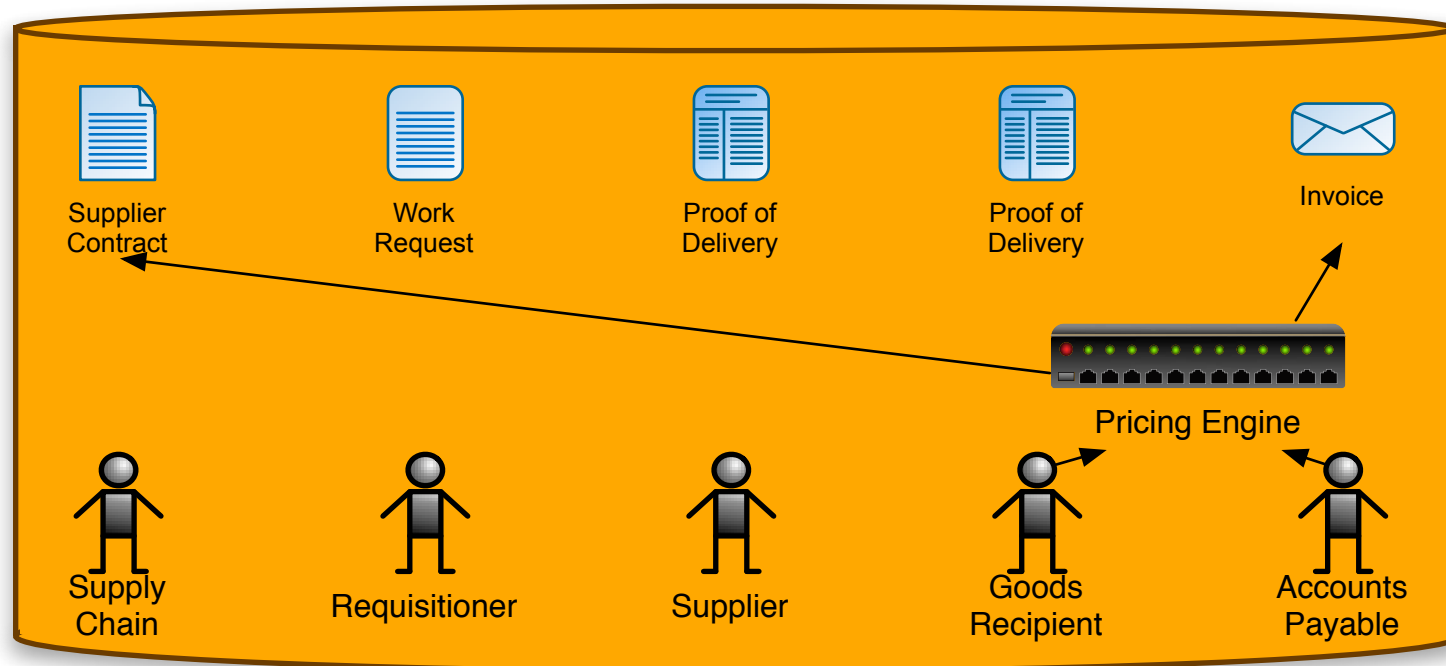 Supplier
Contract
Work
Request
Proof of
Delivery
Proof of
Delivery
Invoice
Pricing Engine
Supply
Chain
Requisitioner
Supplier
Goods
Recipient
Accounts
Payable